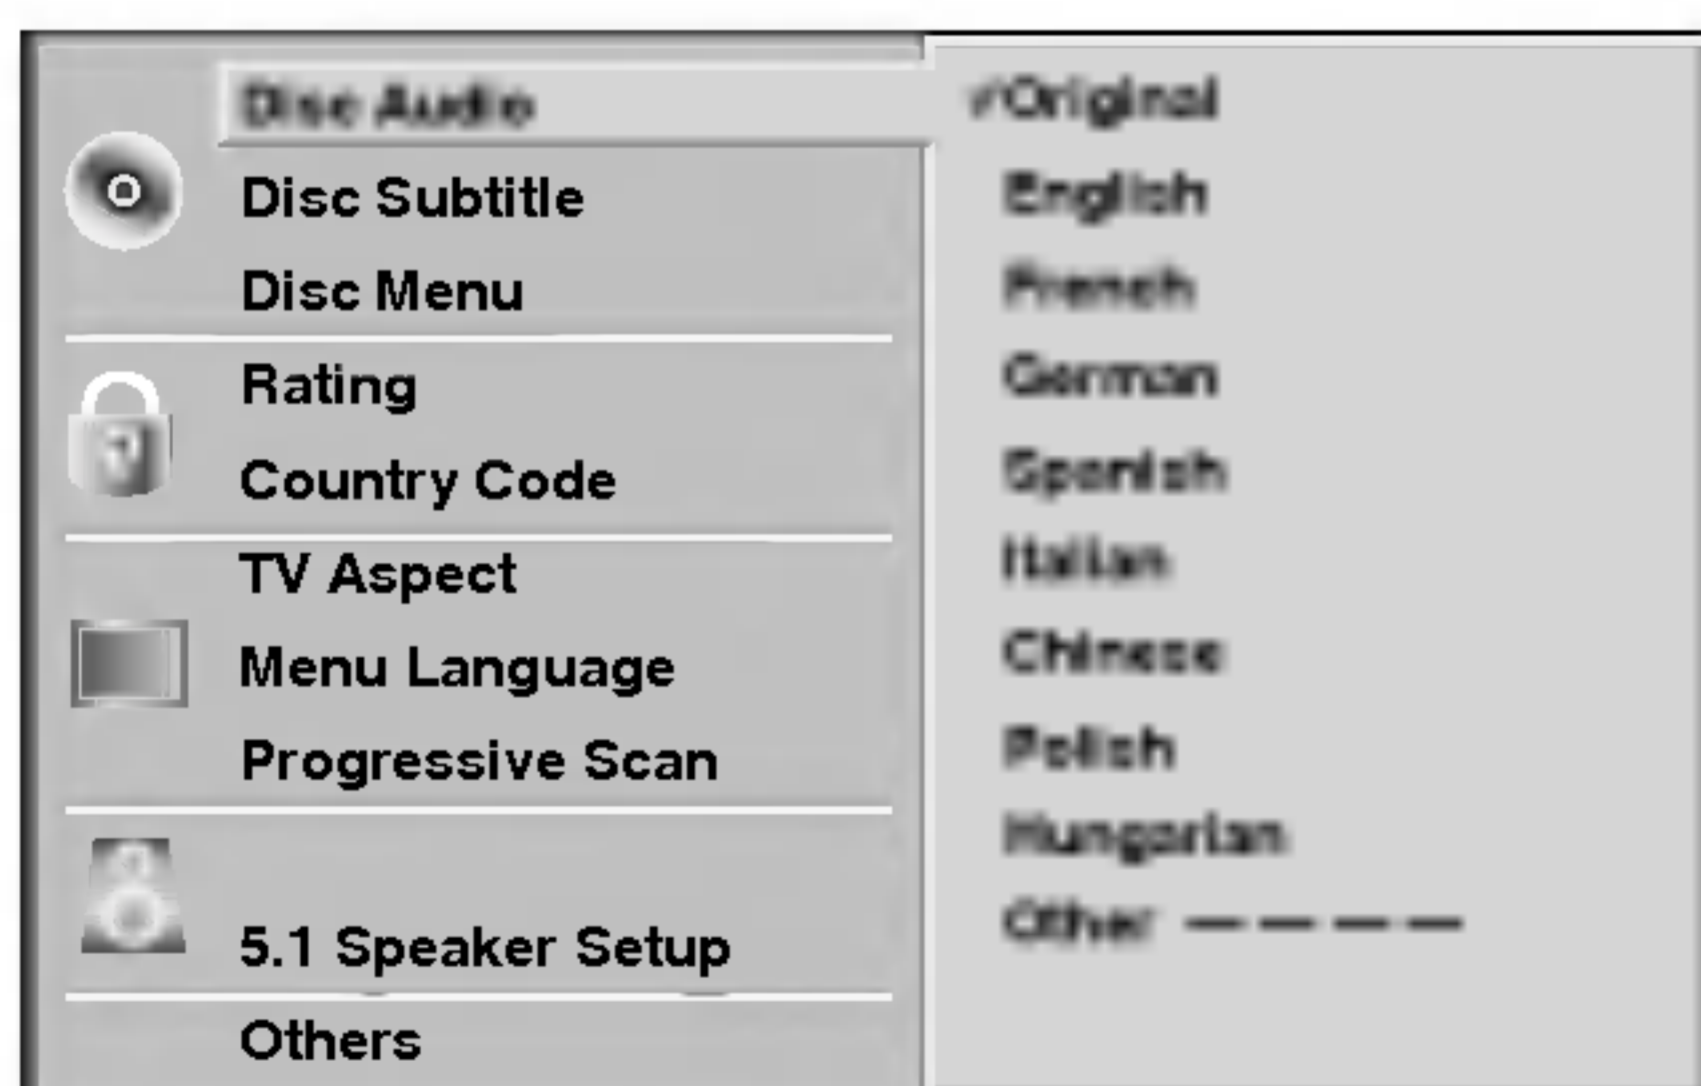 Disc Audio
Disc Subtitle
Disc Menu
Rating
Country Code
TV Aspect
Menu Language
Progressive Scan
5.1 Speaker Setup
Others
✓Original
English
French
German
Spanish
Italian
Chinese
Polish
Hungarian
Other — — — —